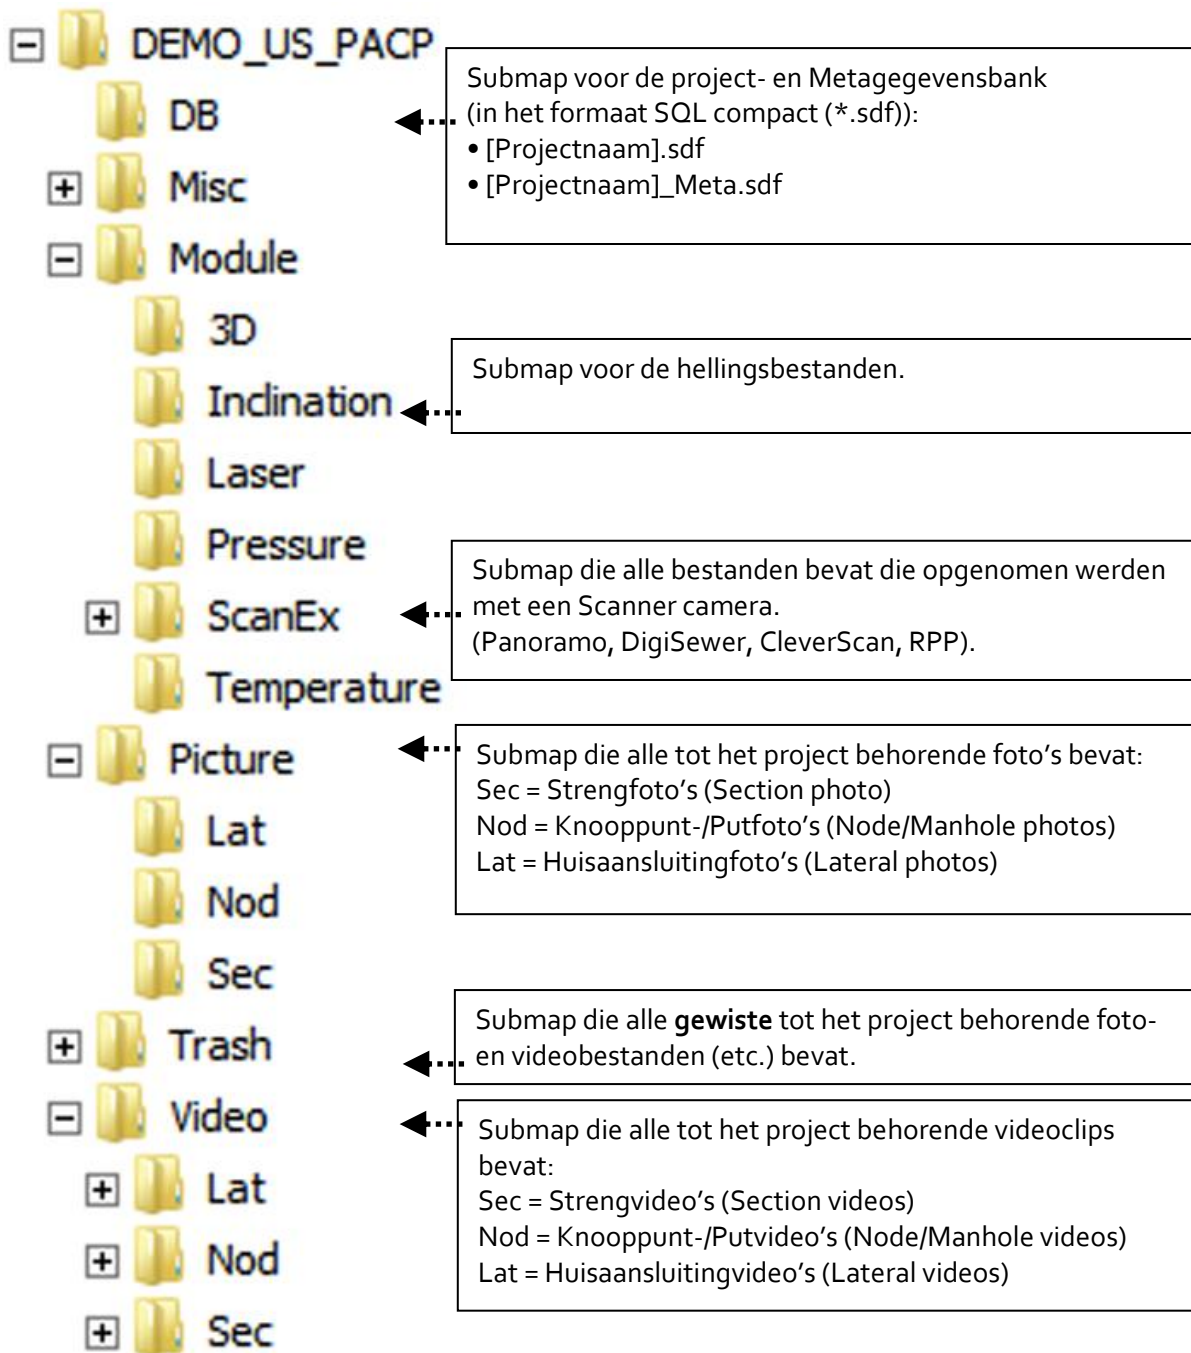 DEMO_US_PACP
Submap voor de project- en Metagegevensbank
(in het formaat SQL compact (*.sdf)):
• [Projectnaam].sdf
• [Projectnaam]_Meta.sdf
DB
Misc
Module
3D
Submap voor de hellingsbestanden.
Inclination
Laser
Pressure
Submap die alle bestanden bevat die opgenomen werden
met een Scanner camera.
(Panoramo, DigiSewer, CleverScan, RPP).
ScanEx
Temperature
Picture
Submap die alle tot het project behorende foto's bevat:
Sec = Strengfoto's (Section photo)
Nod = Knooppunt-/Putfoto's (Node/Manhole photos)
Lat = Huisaansluitingfoto's (Lateral photos)
Lat
Nod
Sec
Submap die alle gewiste tot het project behorende foto-
en videobestanden (etc.) bevat.
Trash
Video
Submap die alle tot het project behorende videoclips
bevat:
Sec = Strengvideo's (Section videos)
Nod = Knooppunt-/Putvideo's (Node/Manhole videos)
Lat = Huisaansluitingvideo's (Lateral videos)
Lat
Nod
Sec